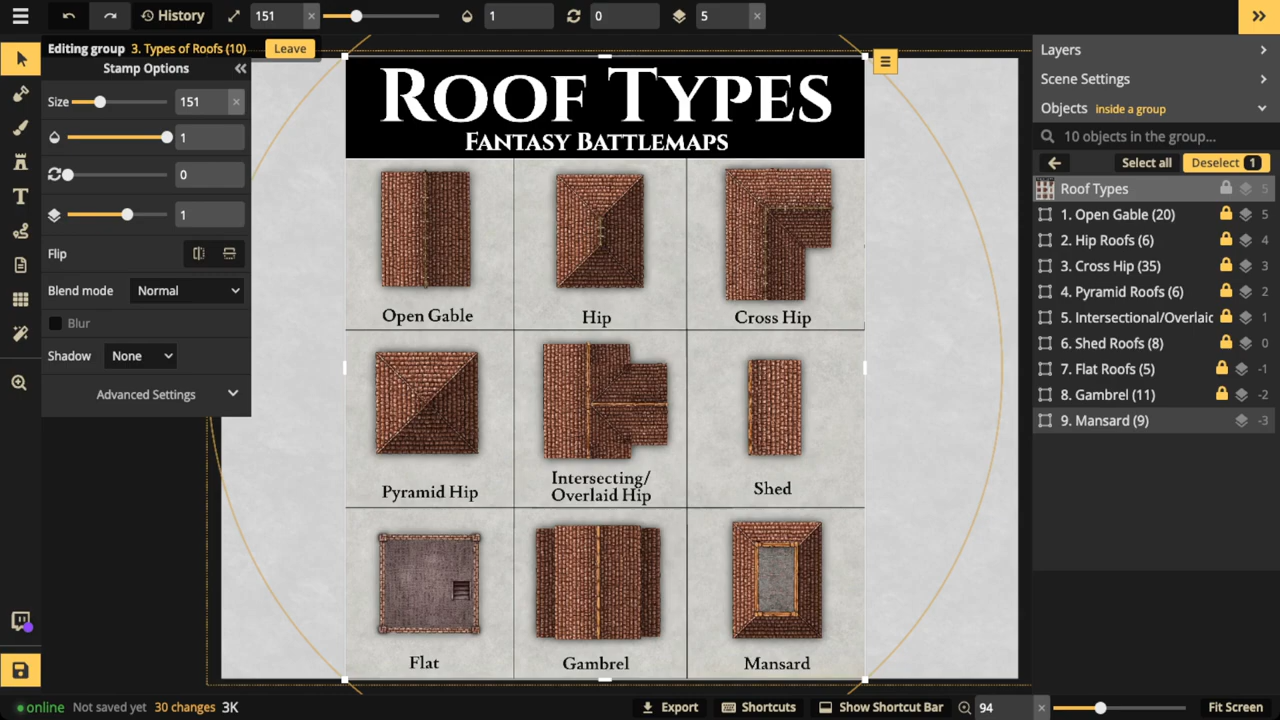 History
151
1
0
5
Editing group 3. Types of Roofs (10)
Leave
Stamp Options
Size 151
1
0
1
Flip
Blend mode Normal
Blur
Shadow None
Advanced Settings
ROOF TYPES
FANTASY BATTLEMAPS
Open Gable
Hip
Cross Hip
Pyramid Hip
Intersecting/
Overlaid Hip
Shed
Flat
Gambrel
Mansard
Layers
Scene Settings
Objects inside a group
10 objects in the group...
Select all
Deselect 1
Roof Types 5
1. Open Gable (20) 5
2. Hip Roofs (6) 4
3. Cross Hip (35) 3
4. Pyramid Roofs (6) 2
5. Intersectional/Overlaic 1
6. Shed Roofs (8) 0
7. Flat Roofs (5) -1
8. Gambrel (11) -2
9. Mansard (9) -3
online Not saved yet 30 changes 3K
Export
Shortcuts
Show Shortcut Bar
94
Fit Screen